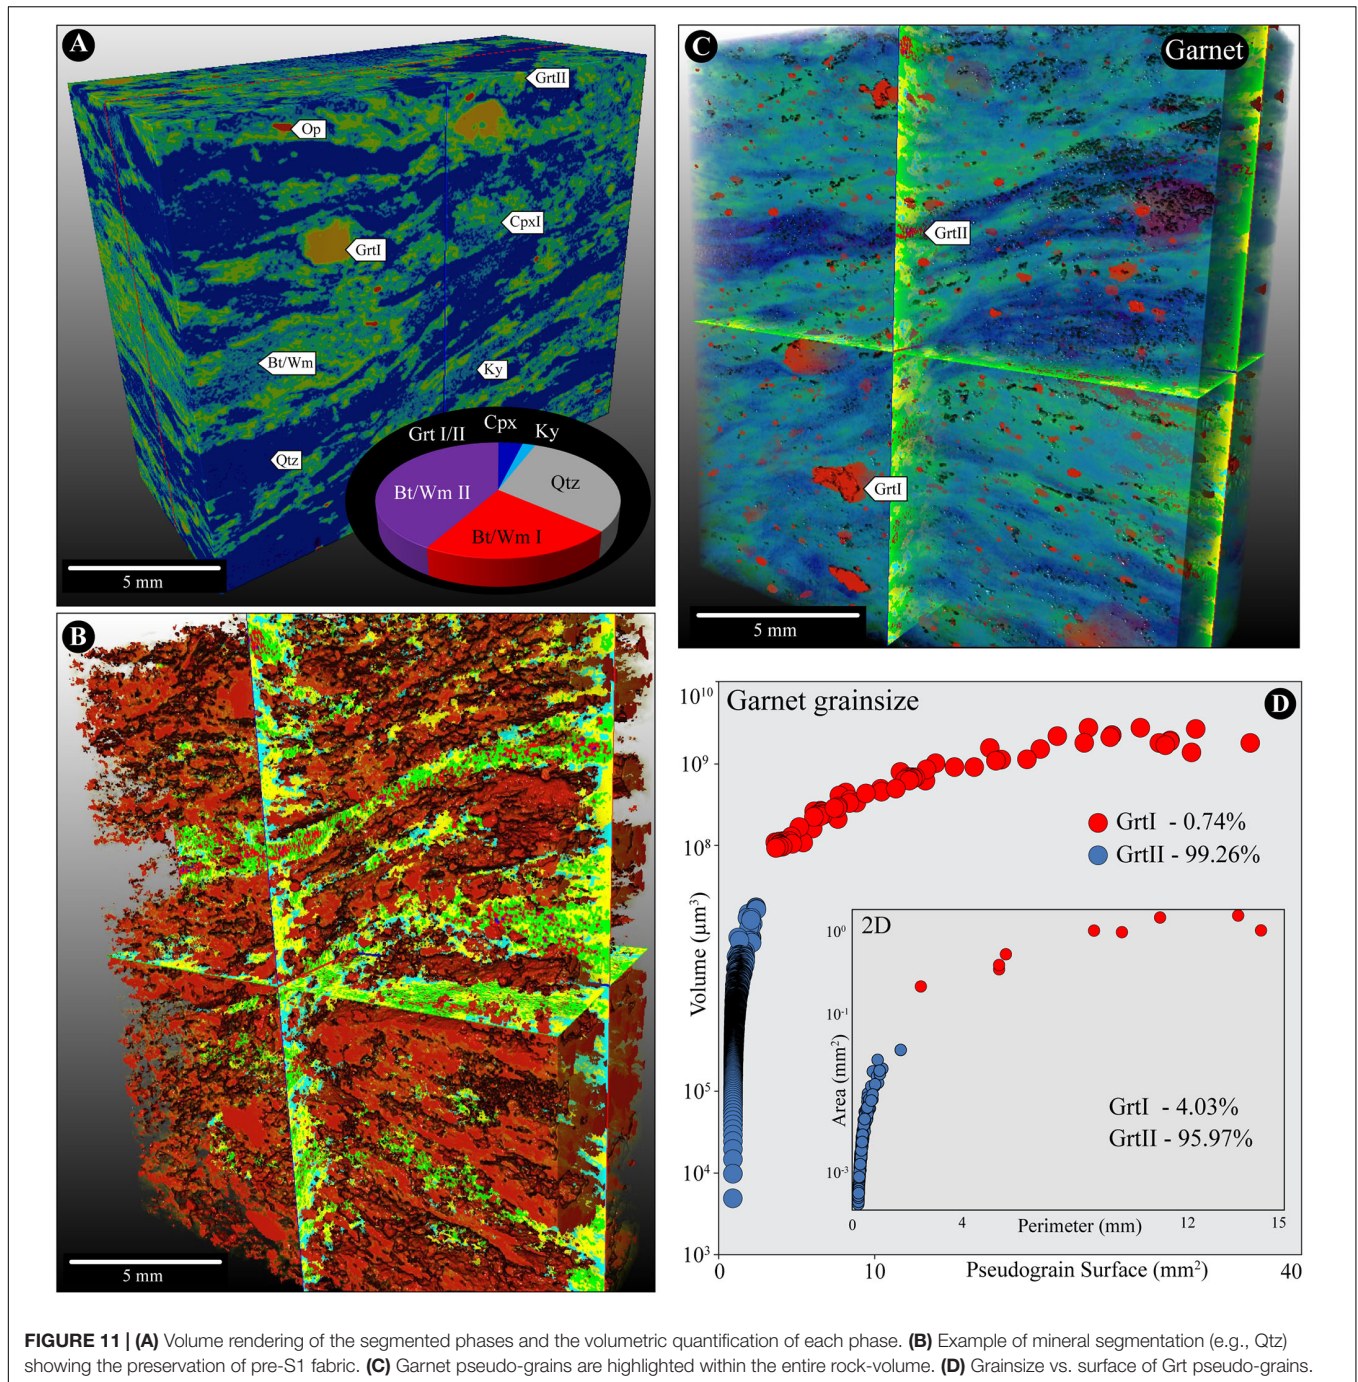 A
GrtII
Op
CpxI
GrtI
Bt/Wm
Ky
Qtz
Grt I/II
Cpx
Ky
Bt/Wm II
Qtz
Bt/Wm I
5 mm
B
5 mm
C
Garnet
GrtII
GrtI
5 mm
D
Garnet grainsize
10¹⁰
10⁹
10⁸
10⁵
10⁴
10³
Volume (µm³)
GrtI - 0.74%
GrtII - 99.26%
2D
10⁰
10⁻¹
10⁻³
Area (mm²)
GrtI - 4.03%
GrtII - 95.97%
0 4 12 15
Perimeter (mm)
0 10 40
Pseudograin Surface (mm²)
FIGURE 11 | (A) Volume rendering of the segmented phases and the volumetric quantification of each phase. (B) Example of mineral segmentation (e.g., Qtz)
showing the preservation of pre-S1 fabric. (C) Garnet pseudo-grains are highlighted within the entire rock-volume. (D) Grainsize vs. surface of Grt pseudo-grains.